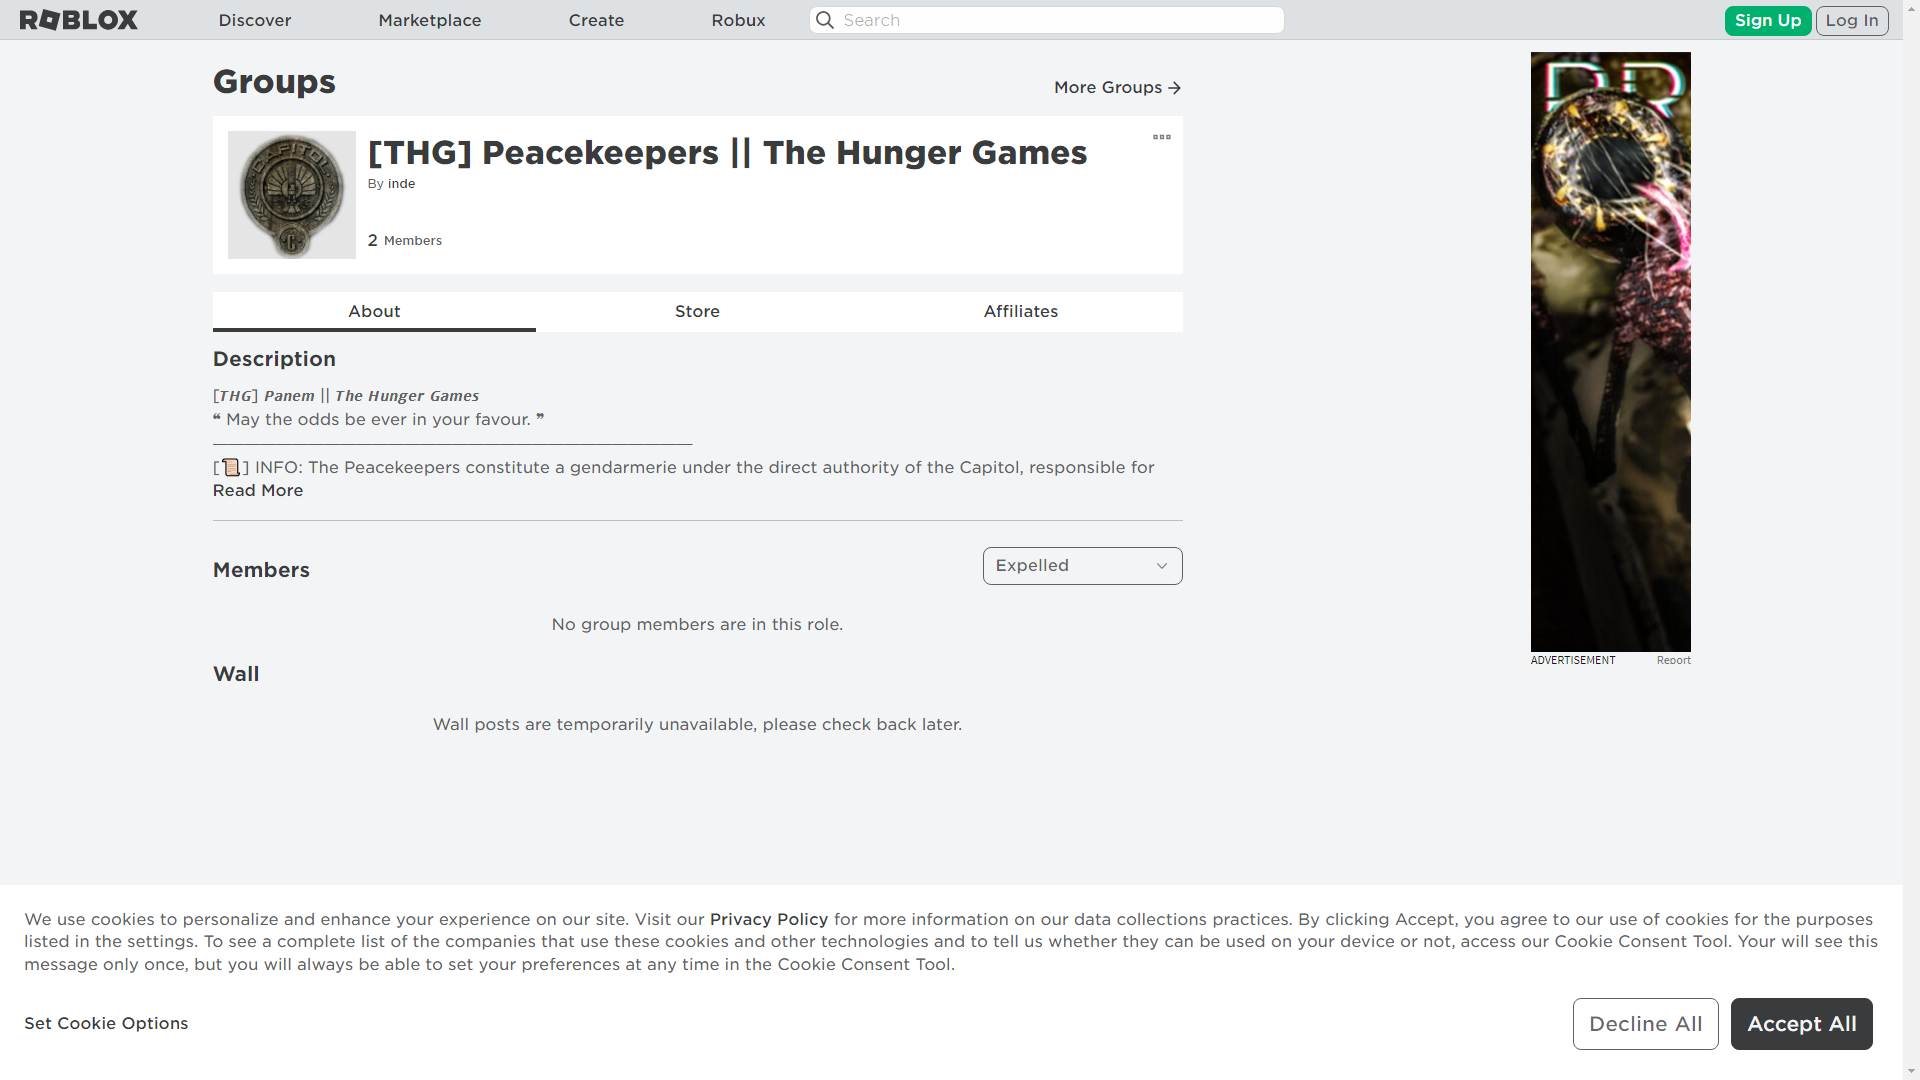 ROBLOX
Discover
Marketplace
Create
Robux
Search
Sign Up
Log In
Groups
More Groups
[THG] Peacekeepers || The Hunger Games
By inde
2 Members
CAPITOL
About
Store
Affiliates
Description
[THG] Panem || The Hunger Games
❝ May the odds be ever in your favour. ❞
[📜] INFO: The Peacekeepers constitute a gendarmerie under the direct authority of the Capitol, responsible for
Read More
Members
Expelled
No group members are in this role.
Wall
Wall posts are temporarily unavailable, please check back later.
ADVERTISEMENT
Report
We use cookies to personalize and enhance your experience on our site. Visit our Privacy Policy for more information on our data collections practices. By clicking Accept, you agree to our use of cookies for the purposes
listed in the settings. To see a complete list of the companies that use these cookies and other technologies and to tell us whether they can be used on your device or not, access our Cookie Consent Tool. Your will see this
message only once, but you will always be able to set your preferences at any time in the Cookie Consent Tool.
Set Cookie Options
Decline All
Accept All